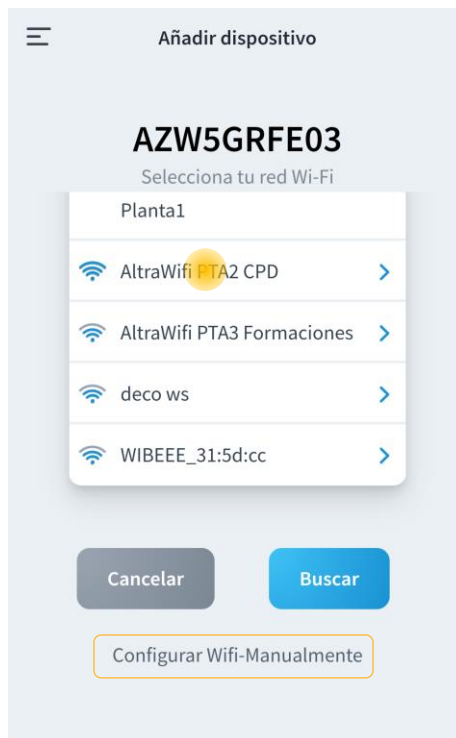 Añadir dispositivo
AZW5GRFE03
Selecciona tu red Wi-Fi
Planta1
AltraWifi PTA2 CPD
AltraWifi PTA3 Formaciones
deco ws
WIBEEE_31:5d:cc
Cancelar
Buscar
Configurar Wifi-Manualmente